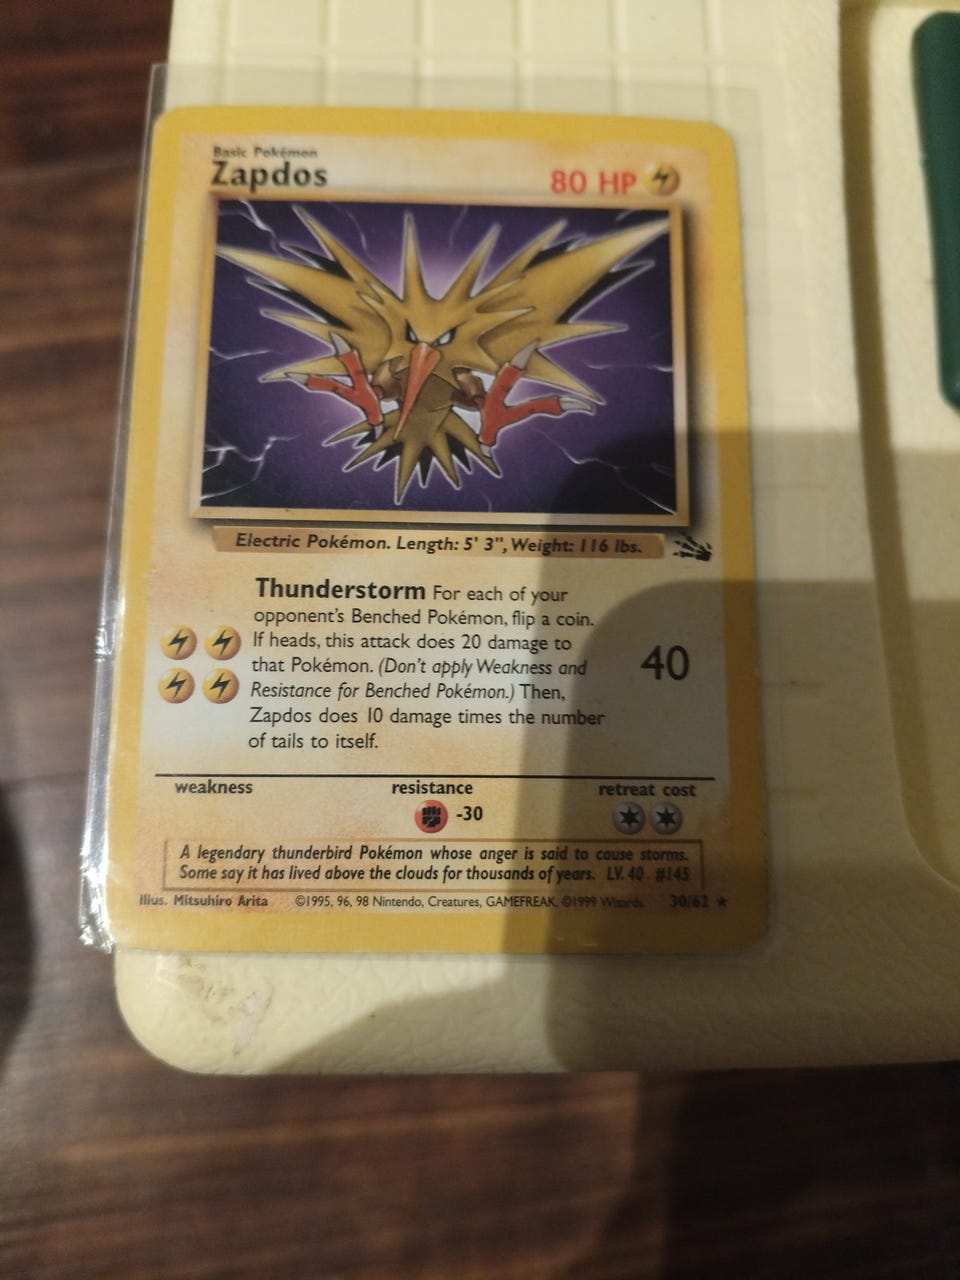 Basic Pokémon
Zapdos
80 HP
Electric Pokémon. Length: 5' 3", Weight: 116 lbs.
Thunderstorm For each of your
opponent's Benched Pokémon, flip a coin.
If heads, this attack does 20 damage to
that Pokémon. (Don't apply Weakness and
Resistance for Benched Pokémon.) Then,
Zapdos does 10 damage times the number
of tails to itself.
40
weakness resistance retreat cost
-30
A legendary thunderbird Pokémon whose anger is said to cause storms.
Some say it has lived above the clouds for thousands of years. LV. 40 #145
Illus. Mitsuhiro Arita ©1995, 96, 98 Nintendo, Creatures, GAMEFREAK. ©1999 Wizards. 30/62 ★